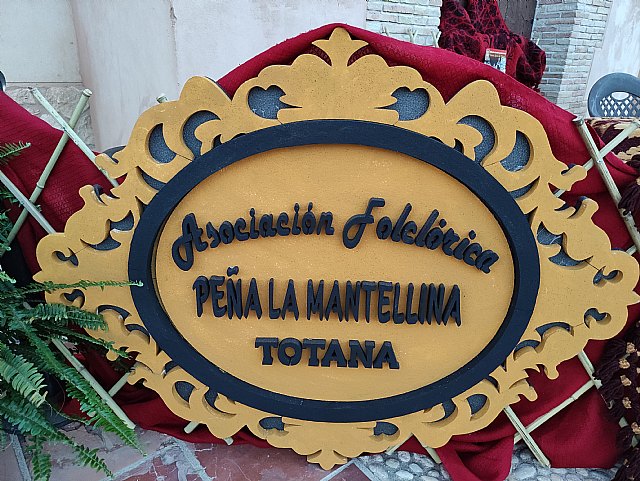 Asociación Folclórica
PEÑA LA MANTELLINA
TOTANA